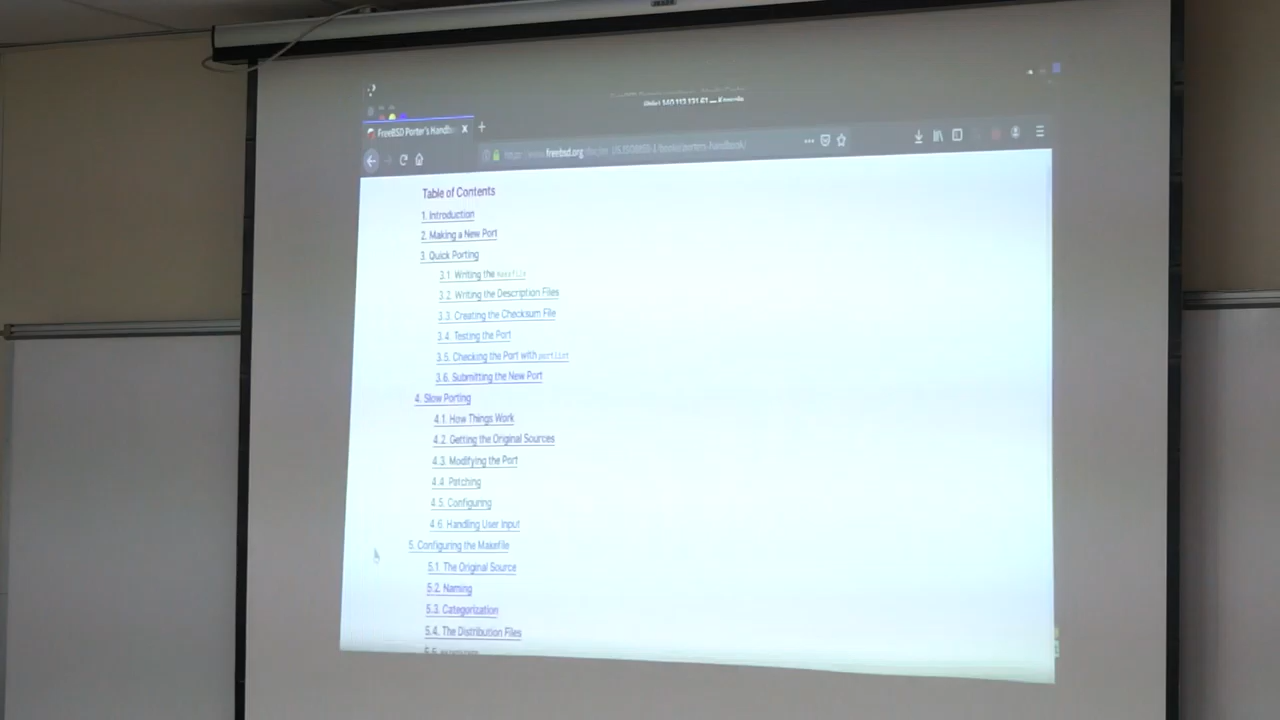 FreeBSD Porter's Handb
freebsd.org
Table of Contents
1. Introduction
2. Making a New Port
3. Quick Porting
3.1. Writing the Makefile
3.2. Writing the Description Files
3.3. Creating the Checksum File
3.4. Testing the Port
3.5. Checking the Port with portlint
3.6. Submitting the New Port
4. Slow Porting
4.1. How Things Work
4.2. Getting the Original Sources
4.3. Modifying the Port
4.4. Patching
4.5. Configuring
4.6. Handling User Input
5. Configuring the Makefile
5.1. The Original Source
5.2. Naming
5.3. Categorization
5.4. The Distribution Files